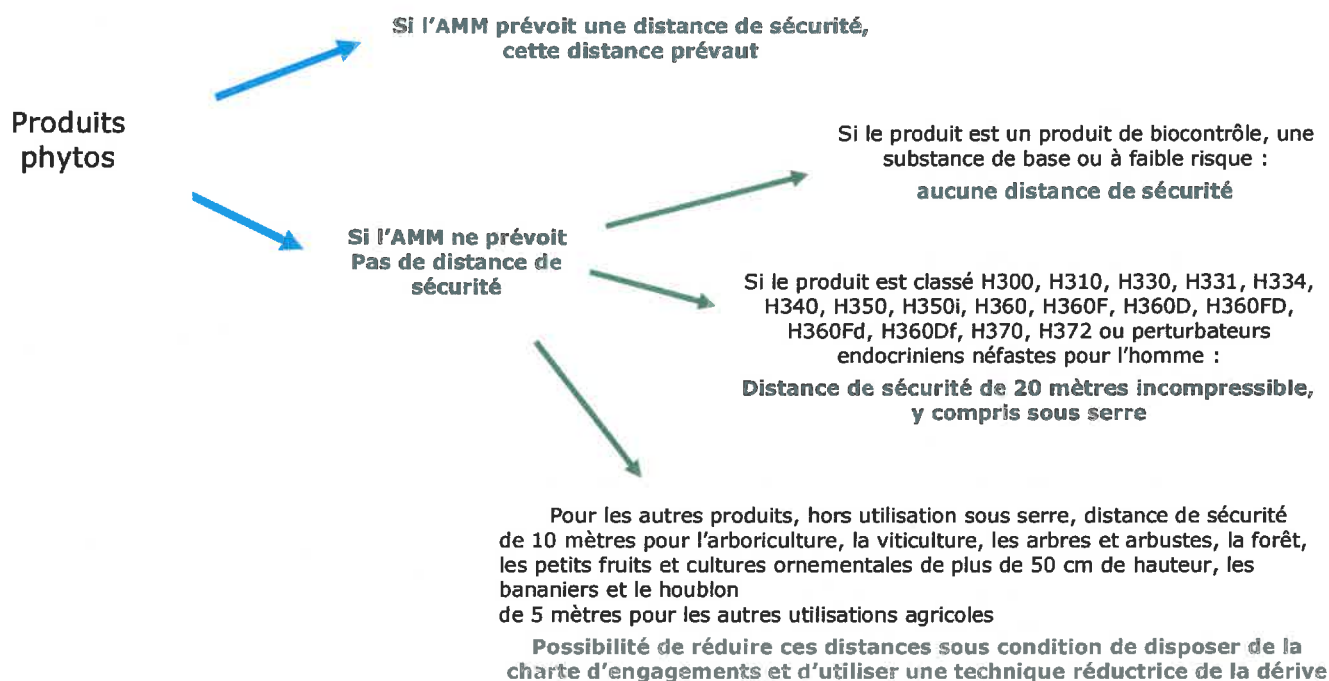 Si l'AMM prévoit une distance de sécurité,
cette distance prévaut
Produits
phytos
Si le produit est un produit de biocontrôle, une
substance de base ou à faible risque :
aucune distance de sécurité
Si l'AMM ne prévoit
Pas de distance de
sécurité
Si le produit est classé H300, H310, H330, H331, H334,
H340, H350, H350i, H360, H360F, H360D, H360FD,
H360Fd, H360Df, H370, H372 ou perturbateurs
endocriniens néfastes pour l'homme :
Distance de sécurité de 20 mètres incompressible,
y compris sous serre
Pour les autres produits, hors utilisation sous serre, distance de sécurité
de 10 mètres pour l'arboriculture, la viticulture, les arbres et arbustes, la forêt,
les petits fruits et cultures ornementales de plus de 50 cm de hauteur, les
bananiers et le houblon
de 5 mètres pour les autres utilisations agricoles
Possibilité de réduire ces distances sous condition de disposer de la
charte d'engagements et d'utiliser une technique réductrice de la dérive